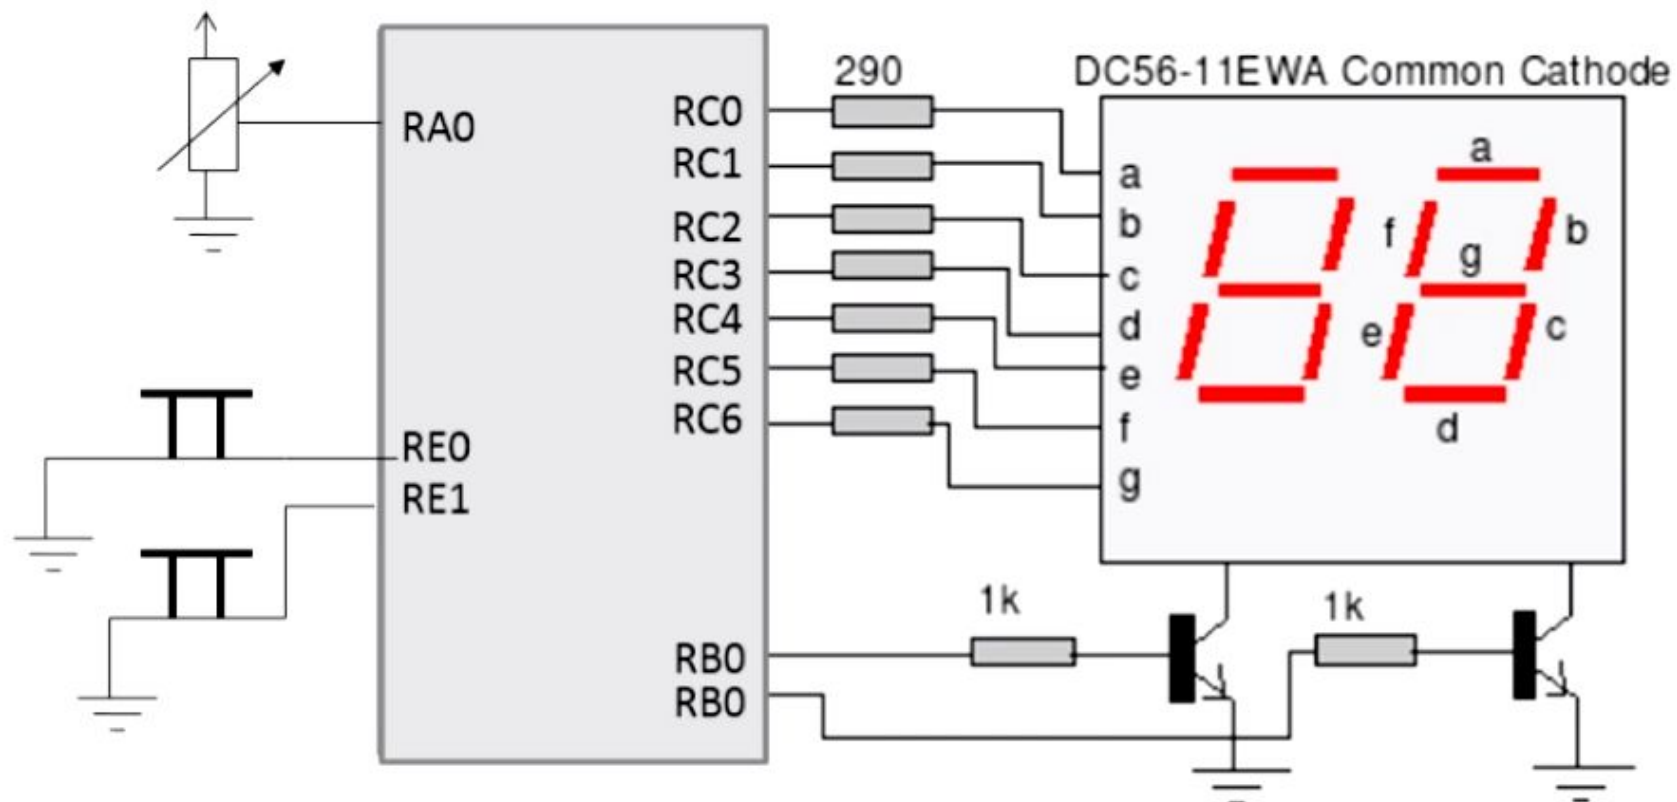 290
DC56-11EWA Common Cathode
RA0
RC0
RC1
RC2
RC3
RC4
RC5
RC6
a
b
c
d
e
f
g
a
f
b
g
e
c
d
RE0
RE1
1k
1k
RB0
RB0